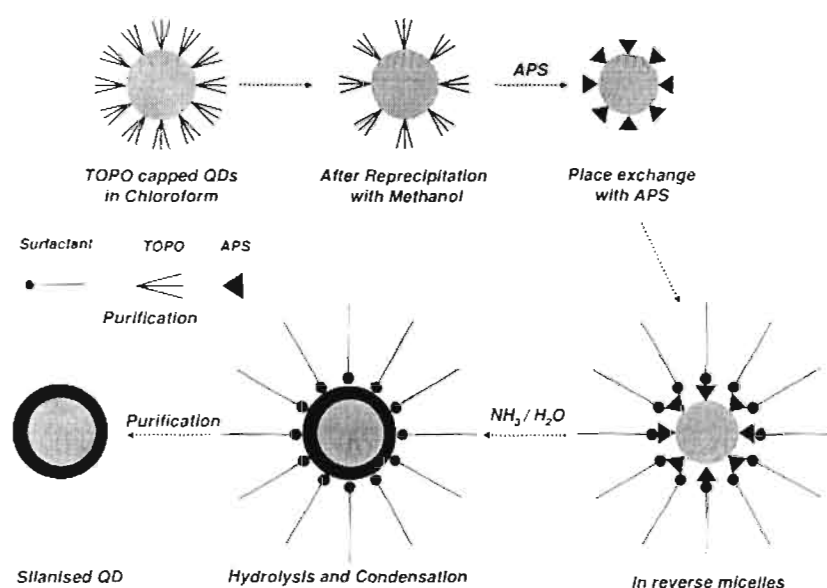 APS
TOPO capped QDs
in Chloroform
After Reprecipitation
with Methanol
Place exchange
with APS
Surfactant
TOPO
APS
Purification
Purification
NH₃ / H₂O
Silanised QD
Hydrolysis and Condensation
In reverse micelles